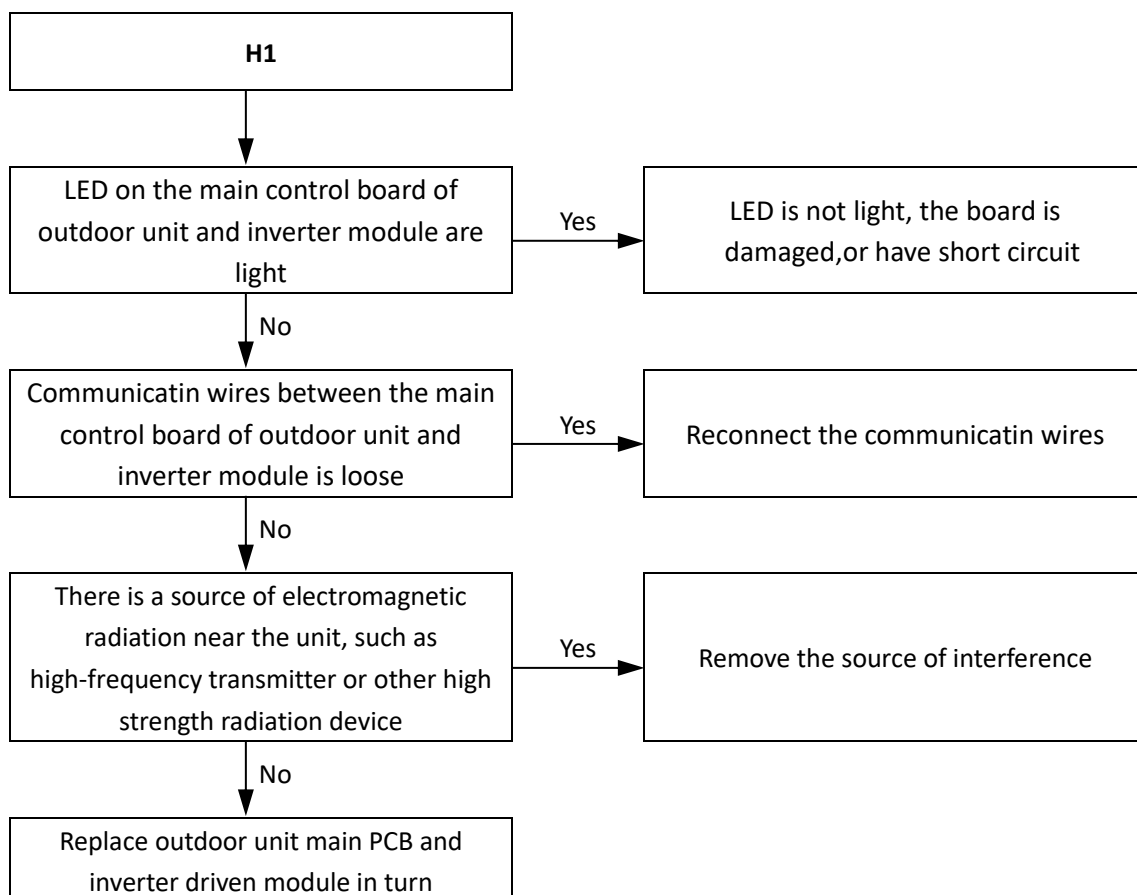 H1
LED on the main control board of
outdoor unit and inverter module are
light
Yes
LED is not light, the board is
damaged,or have short circuit
No
Communicatin wires between the main
control board of outdoor unit and
inverter module is loose
Yes
Reconnect the communicatin wires
No
There is a source of electromagnetic
radiation near the unit, such as
high-frequency transmitter or other high
strength radiation device
Yes
Remove the source of interference
No
Replace outdoor unit main PCB and
inverter driven module in turn